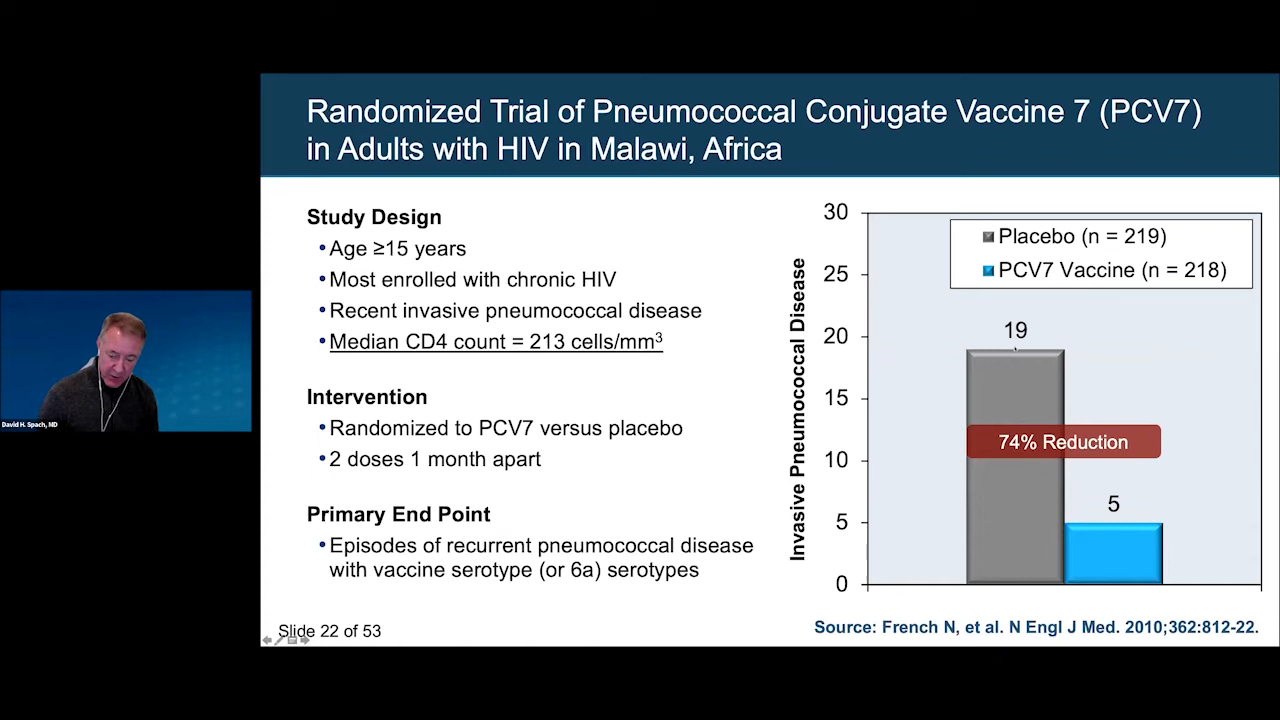 Randomized Trial of Pneumococcal Conjugate Vaccine 7 (PCV7)
in Adults with HIV in Malawi, Africa
Study Design
•Age ≥15 years
•Most enrolled with chronic HIV
•Recent invasive pneumococcal disease
•Median CD4 count = 213 cells/mm³
Intervention
•Randomized to PCV7 versus placebo
•2 doses 1 month apart
Primary End Point
•Episodes of recurrent pneumococcal disease
with vaccine serotype (or 6a) serotypes
Slide 22 of 53
Invasive Pneumococcal Disease
30
25
20
15
10
5
0
Placebo (n = 219)
PCV7 Vaccine (n = 218)
19
74% Reduction
5
Source: French N, et al. N Engl J Med. 2010;362:812-22.
David H. Spach, MD